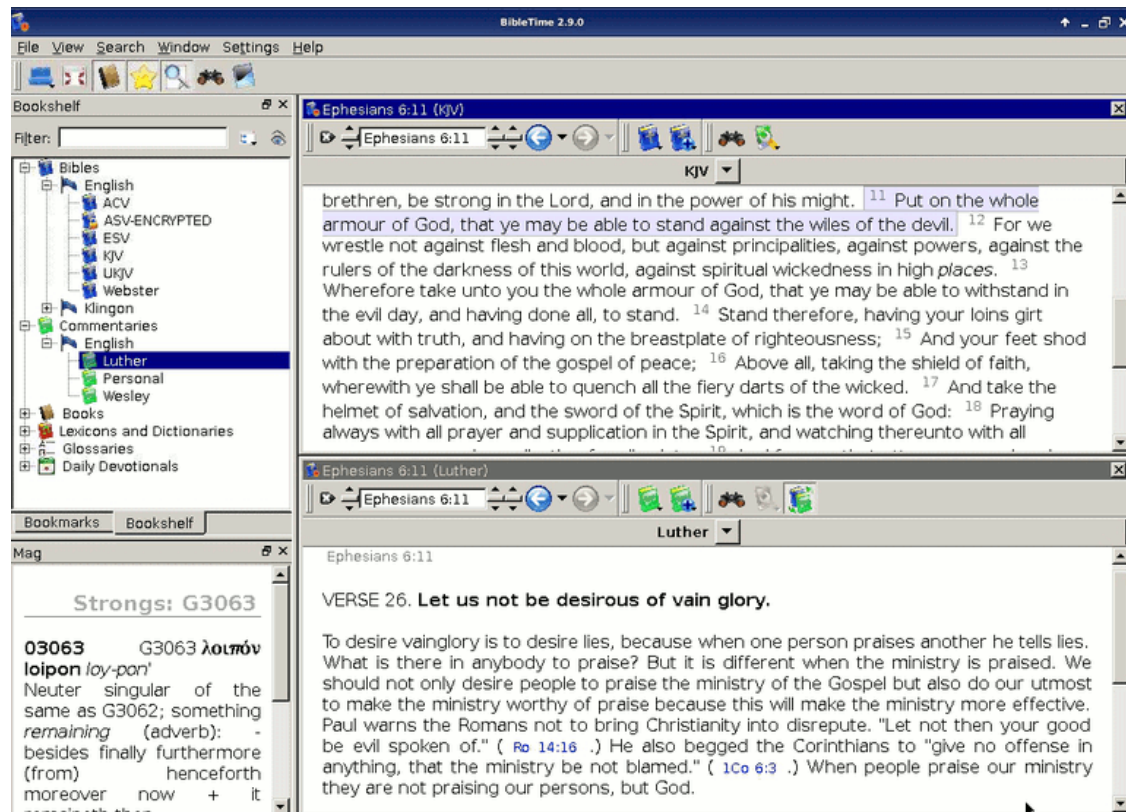 BibleTime 2.9.0
File View Search Window Settings Help
Bookshelf
Filter:
Bibles
English
ACV
ASV-ENCRYPTED
ESV
KJV
UKJV
Webster
Klingon
Commentaries
English
Luther
Personal
Wesley
Books
Lexicons and Dictionaries
Glossaries
Daily Devotionals
Bookmarks Bookshelf
Mag
Strongs: G3063
03063 G3063 λοιπόν
loipon loy-pon'
Neuter singular of the
same as G3062; something
remaining (adverb): -
besides finally furthermore
(from) henceforth
moreover now + it
Ephesians 6:11 (KJV)
Ephesians 6:11
KJV
brethren, be strong in the Lord, and in the power of his might. 11 Put on the whole
armour of God, that ye may be able to stand against the wiles of the devil. 12 For we
wrestle not against flesh and blood, but against principalities, against powers, against the
rulers of the darkness of this world, against spiritual wickedness in high places. 13
Wherefore take unto you the whole armour of God, that ye may be able to withstand in
the evil day, and having done all, to stand. 14 Stand therefore, having your loins girt
about with truth, and having on the breastplate of righteousness; 15 And your feet shod
with the preparation of the gospel of peace; 16 Above all, taking the shield of faith,
wherewith ye shall be able to quench all the fiery darts of the wicked. 17 And take the
helmet of salvation, and the sword of the Spirit, which is the word of God: 18 Praying
always with all prayer and supplication in the Spirit, and watching thereunto with all
Ephesians 6:11 (Luther)
Ephesians 6:11
Luther
Ephesians 6:11
VERSE 26. Let us not be desirous of vain glory.
To desire vainglory is to desire lies, because when one person praises another he tells lies.
What is there in anybody to praise? But it is different when the ministry is praised. We
should not only desire people to praise the ministry of the Gospel but also do our utmost
to make the ministry worthy of praise because this will make the ministry more effective.
Paul warns the Romans not to bring Christianity into disrepute. "Let not then your good
be evil spoken of." ( Ro 14:16 .) He also begged the Corinthians to "give no offense in
anything, that the ministry be not blamed." ( 1Co 6:3 .) When people praise our ministry
they are not praising our persons, but God.